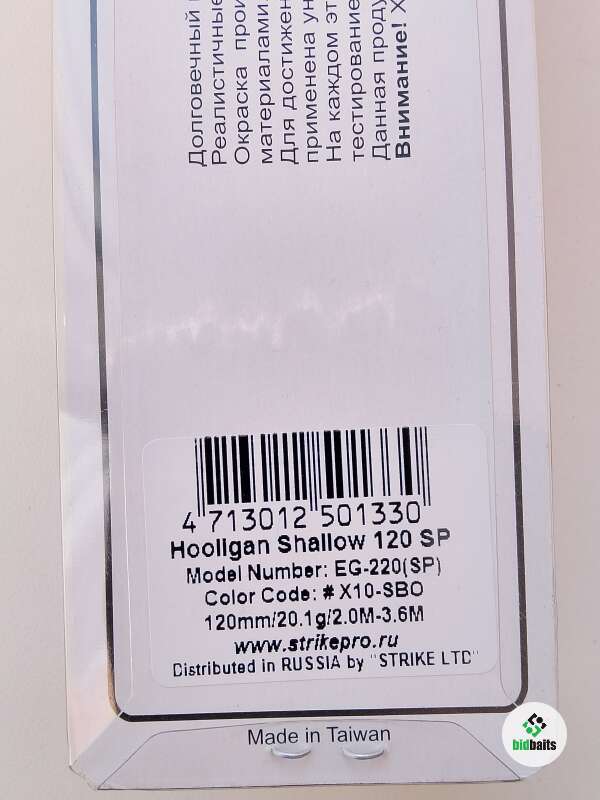 Долговечный
Реалистичные
Окраска прои
материалами.
Для достижен
применена ун
На каждом эт
тестирование
Данная проду
Внимание! Х
4 713012 501330
Hooligan Shallow 120 SP
Model Number: EG-220(SP)
Color Code: # X10-SBO
120mm/20.1g/2.0M-3.6M
www.strikepro.ru
Distributed in RUSSIA by "STRIKE LTD"
Made in Taiwan
bidbaits